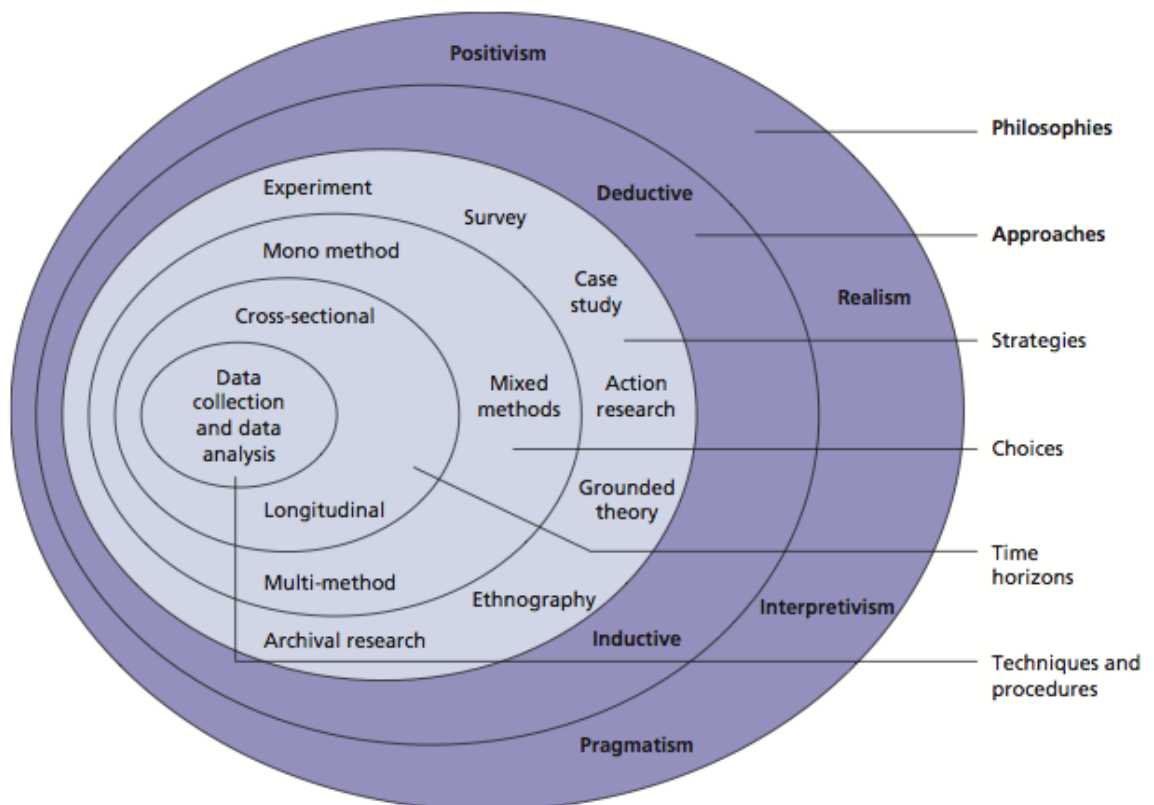 Positivism
Philosophies
Experiment
Deductive
Survey
Approaches
Mono method
Case
study
Realism
Cross-sectional
Strategies
Data
collection
and data
analysis
Mixed
methods
Action
research
Choices
Grounded
theory
Longitudinal
Time
horizons
Multi-method
Ethnography
Interpretivism
Archival research
Inductive
Techniques and
procedures
Pragmatism